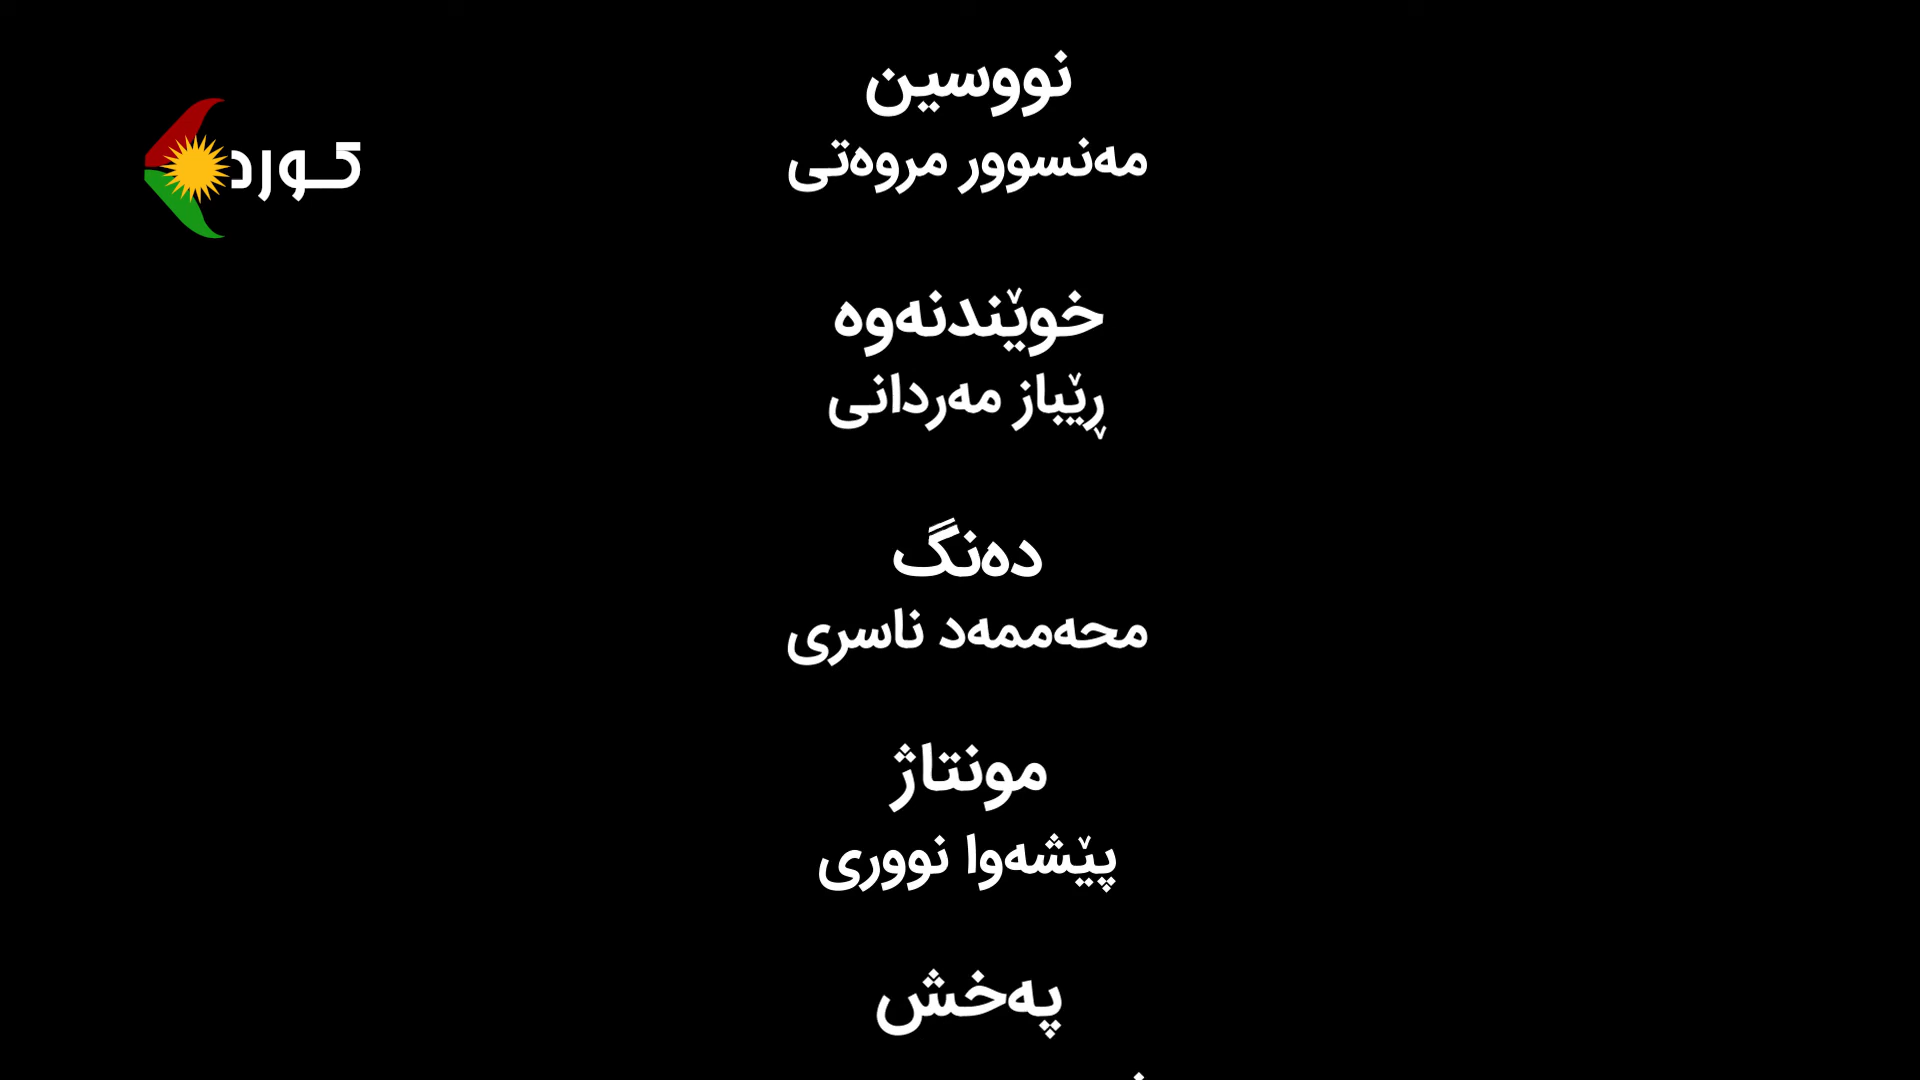 کورد
نووسین
مەنسوور مروەتی
خوێندنەوە
ڕێباز مەردانی
دەنگ
محەممەد ناسری
مونتاژ
پێشەوا نووری
پەخش